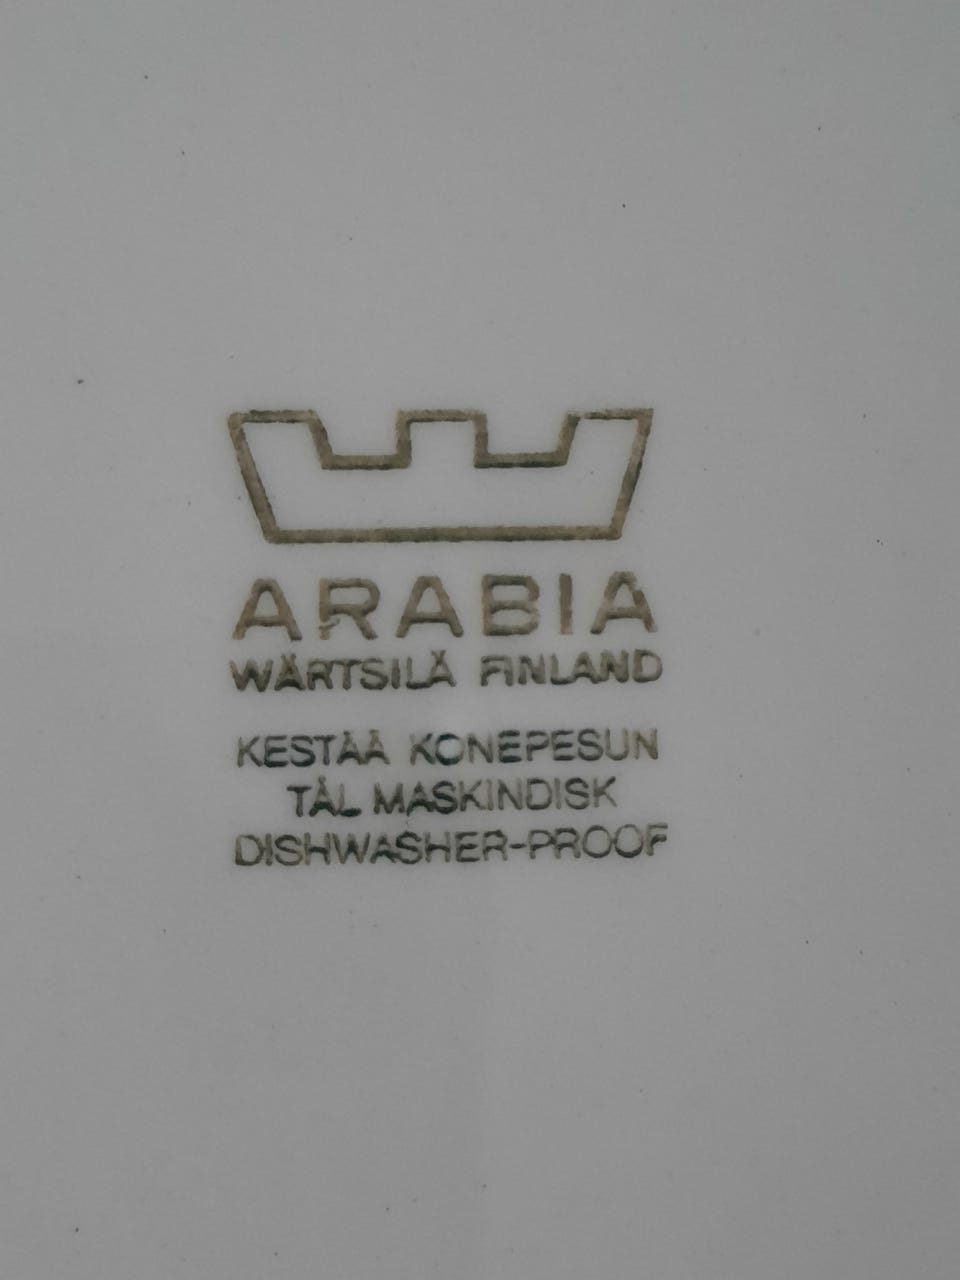 ARABIA
WÄRTSILÄ FINLAND
KESTÄÄ KONEPESUN
TÅL MASKINDISK
DISHWASHER-PROOF